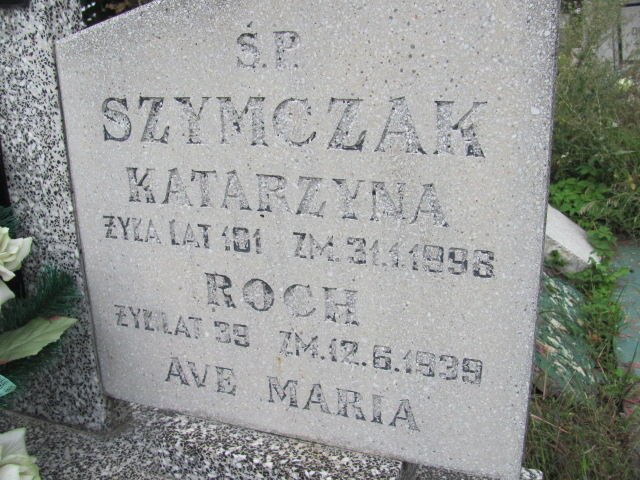 Ś.P.
SZYMCZAK
KATARZYNA
ŻYŁA LAT 101 ZM. 31.1.1996
ROCH
ŻYŁ LAT 39 ZM. 12.6.1939
AVE MARIA